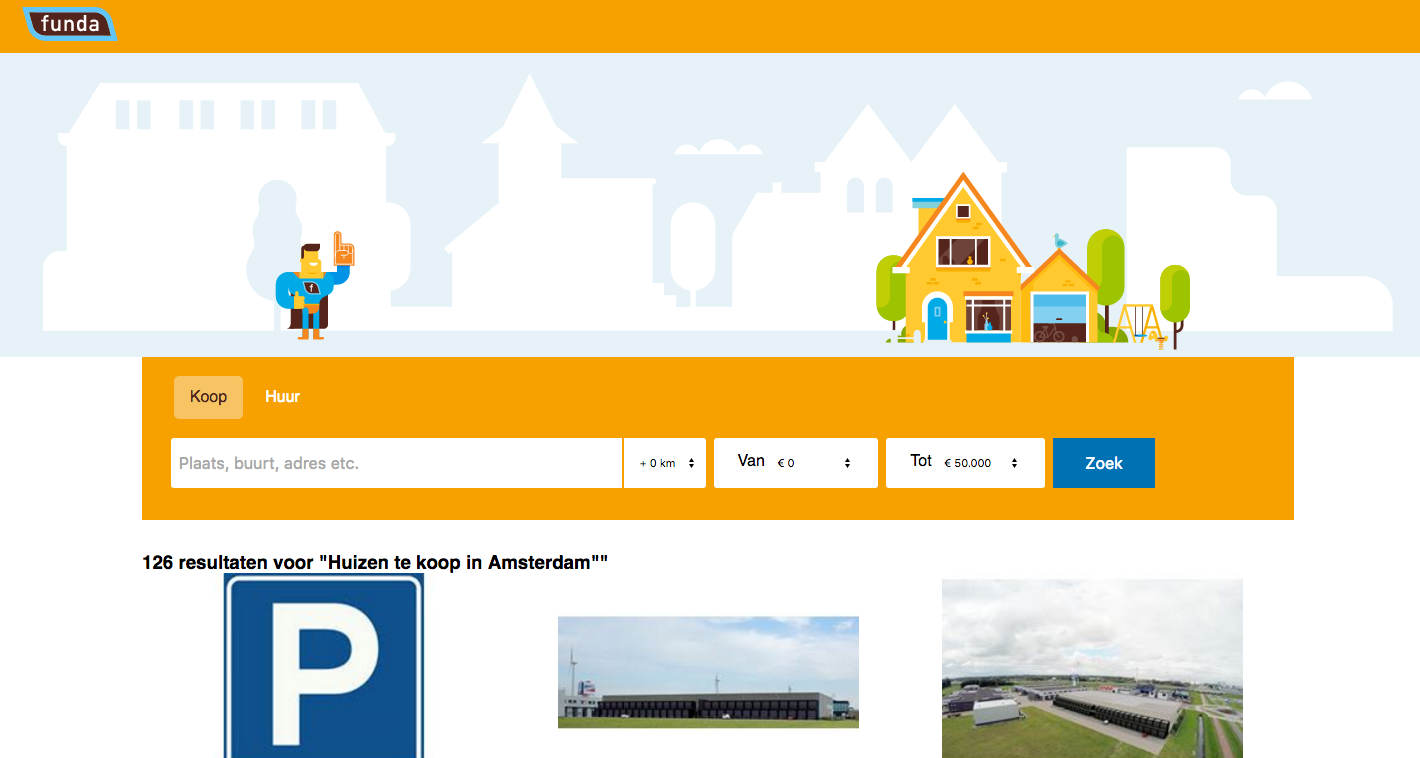 funda
f
Koop Huur
Plaats, buurt, adres etc. + 0 km Van € 0 Tot € 50.000 Zoek
126 resultaten voor "Huizen te koop in Amsterdam""
P